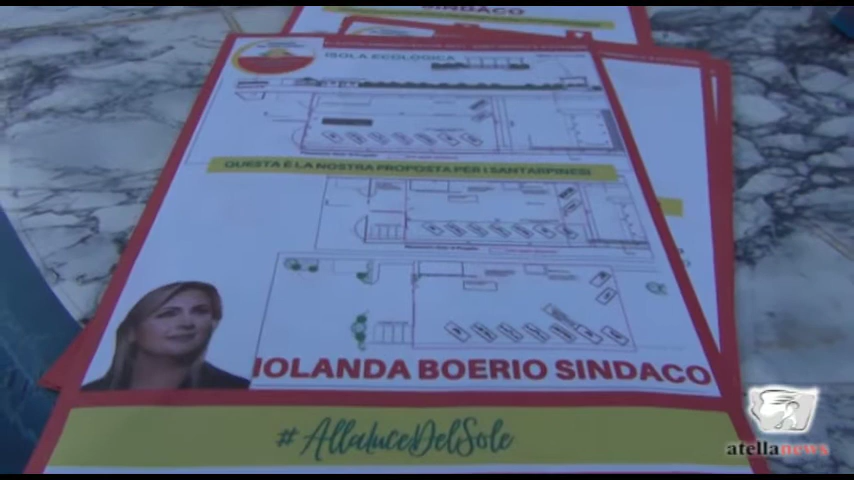 SINDACO
ISOLA ECOLOGICA
QUESTA È LA NOSTRA PROPOSTA PER I SANTARPINESI
IOLANDA BOERIO SINDACO
#AllaLuceDelSole
atellanews